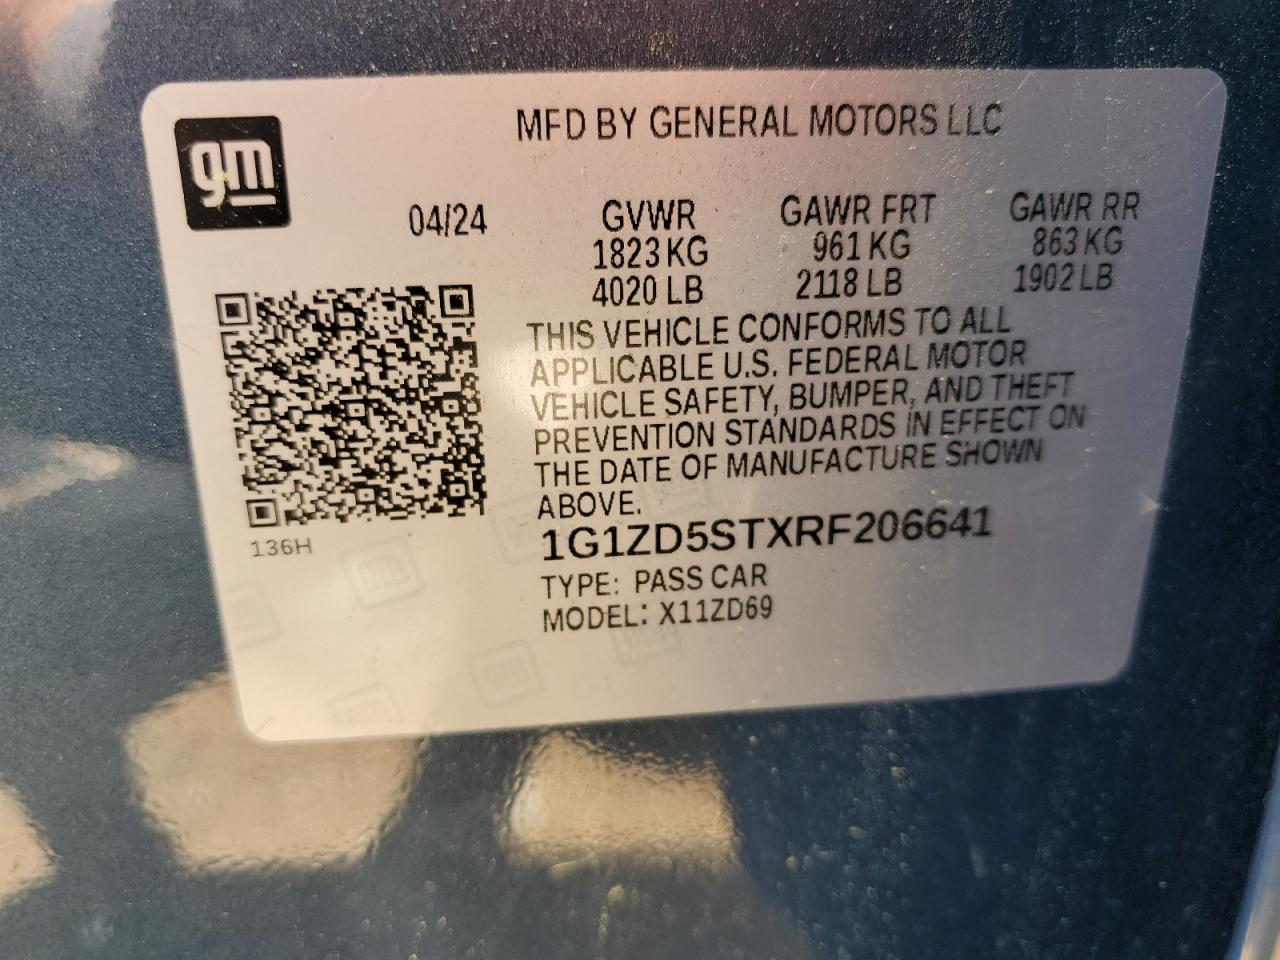 gm
MFD BY GENERAL MOTORS LLC
04/24 GVWR GAWR FRT GAWR RR
1823 KG 961 KG 863 KG
4020 LB 2118 LB 1902 LB
THIS VEHICLE CONFORMS TO ALL
APPLICABLE U.S. FEDERAL MOTOR
VEHICLE SAFETY, BUMPER, AND THEFT
PREVENTION STANDARDS IN EFFECT ON
THE DATE OF MANUFACTURE SHOWN
ABOVE.
136H
1G1ZD5STXRF206641
TYPE: PASS CAR
MODEL: X11ZD69